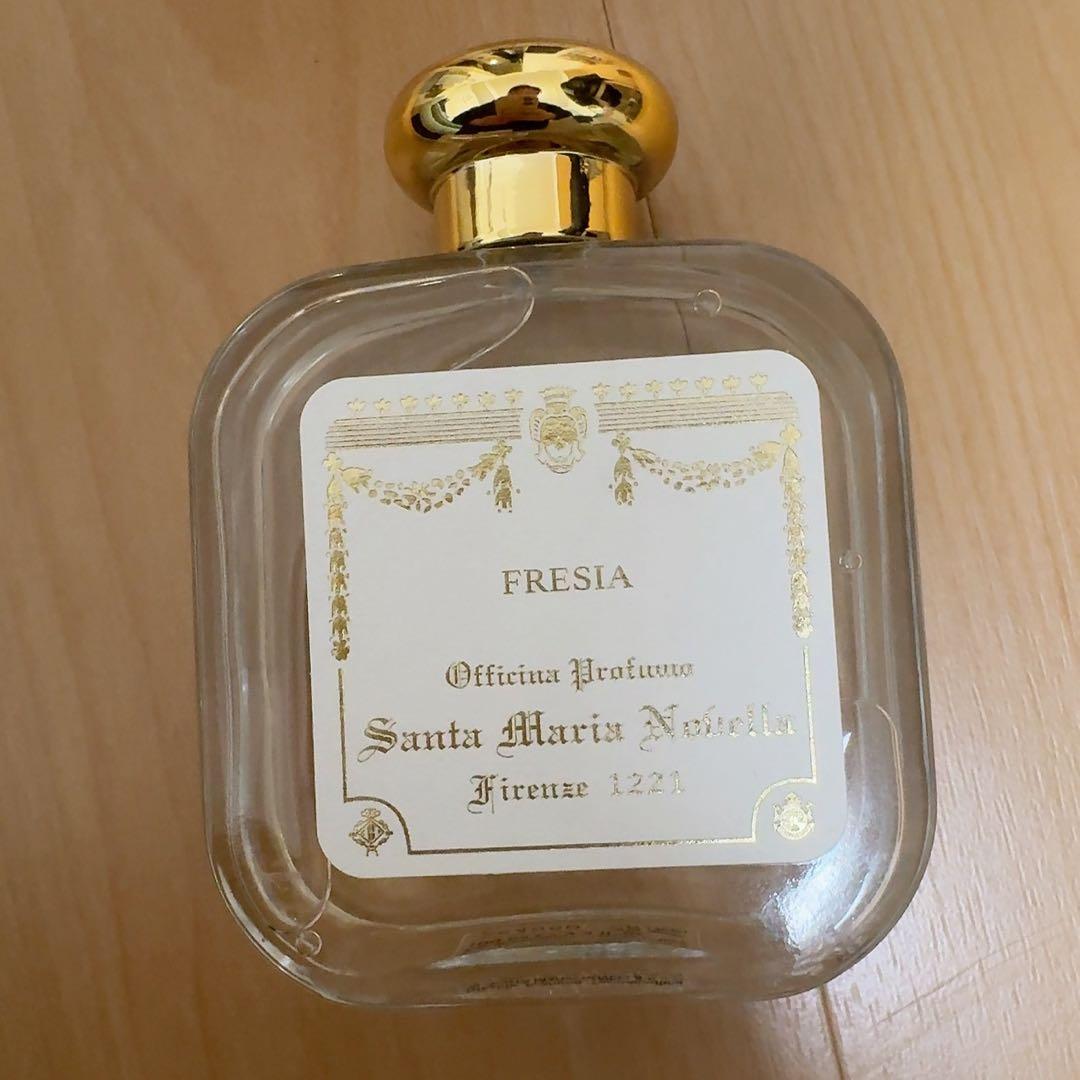 FRESIA
Officina Profumo
Santa Maria Novella
Firenze 1221